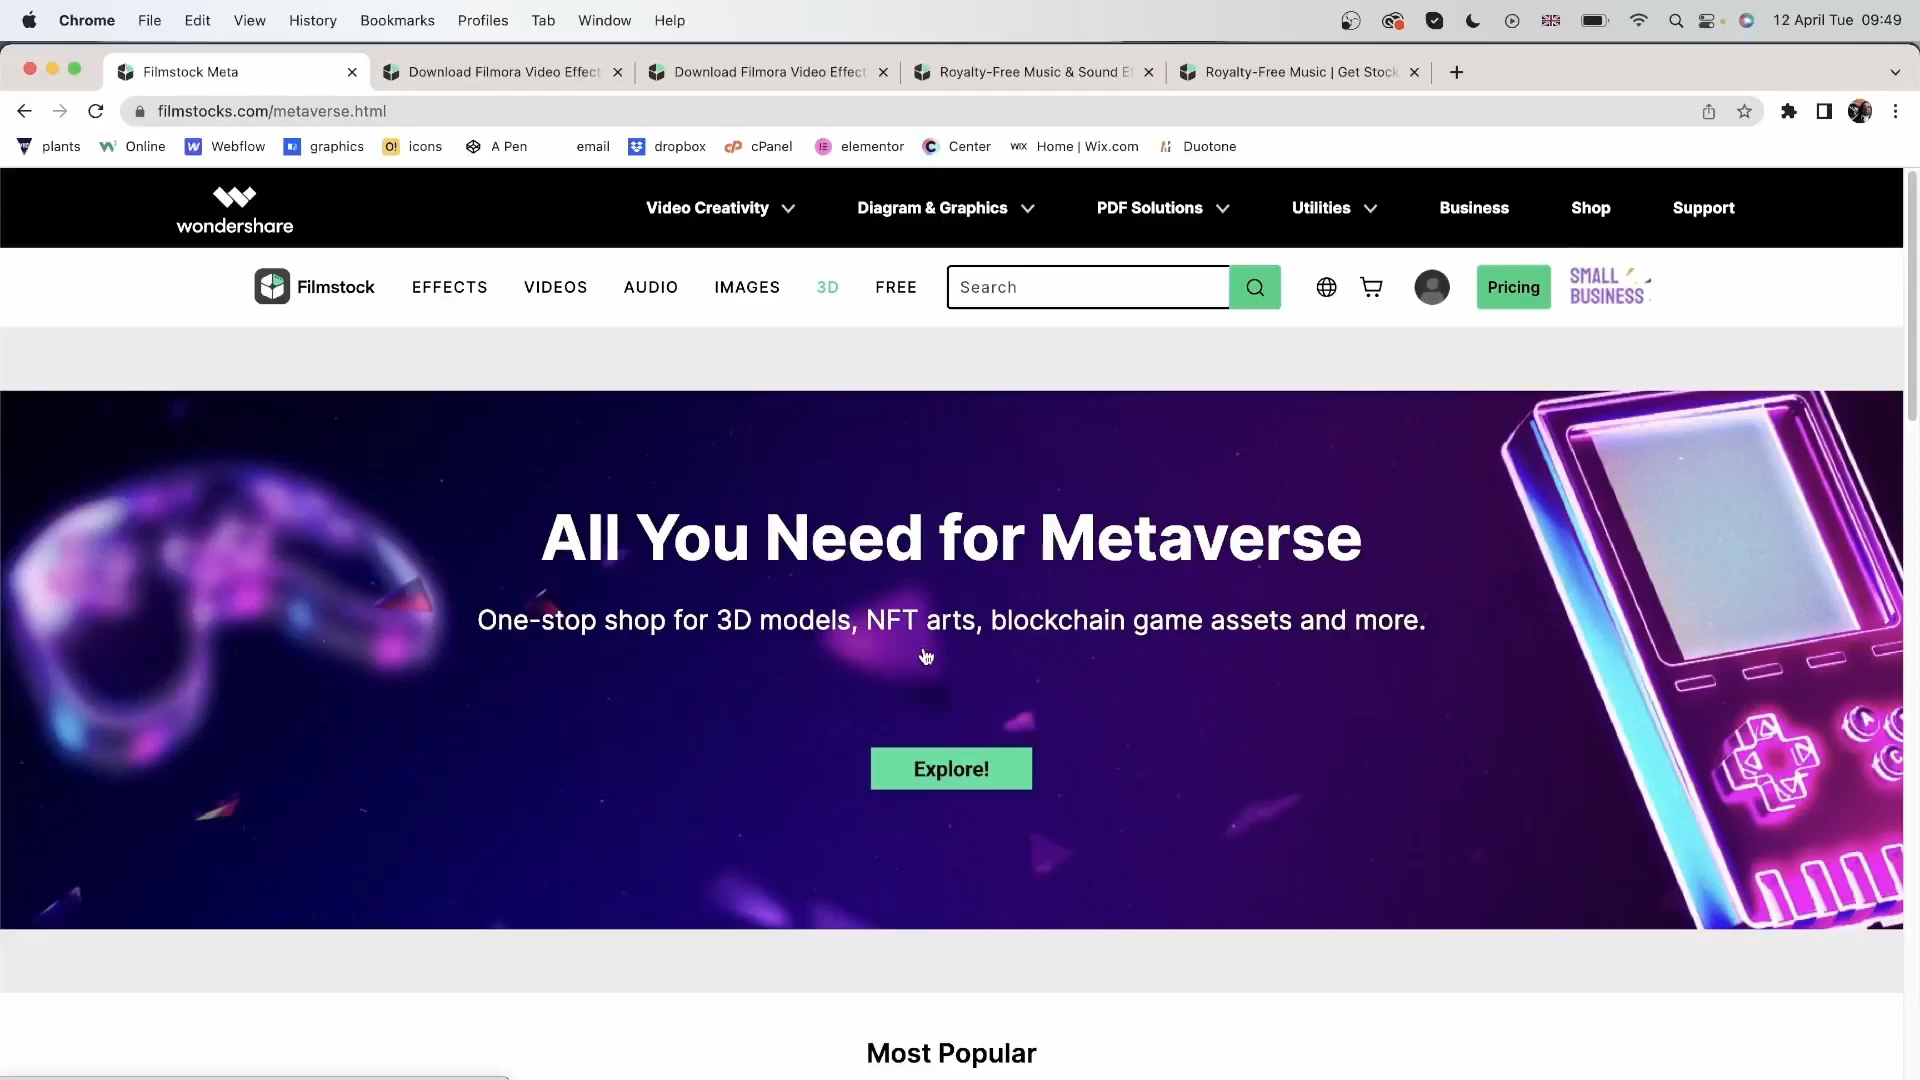 Chrome File Edit View History Bookmarks Profiles Tab Window Help 12 April Tue 09:49
Filmstock Meta Download Filmora Video Effect Download Filmora Video Effect Royalty-Free Music & Sound Ef Royalty-Free Music | Get Stock
filmstocks.com/metaverse.html
plants Online Webflow graphics O! icons A Pen email dropbox cPanel elementor Center WIX Home | Wix.com Duotone
wondershare
Video Creativity Diagram & Graphics PDF Solutions Utilities Business Shop Support
Filmstock EFFECTS VIDEOS AUDIO IMAGES 3D FREE Search Pricing SMALL
BUSINESS
All You Need for Metaverse
One-stop shop for 3D models, NFT arts, blockchain game assets and more.
Explore!
Most Popular